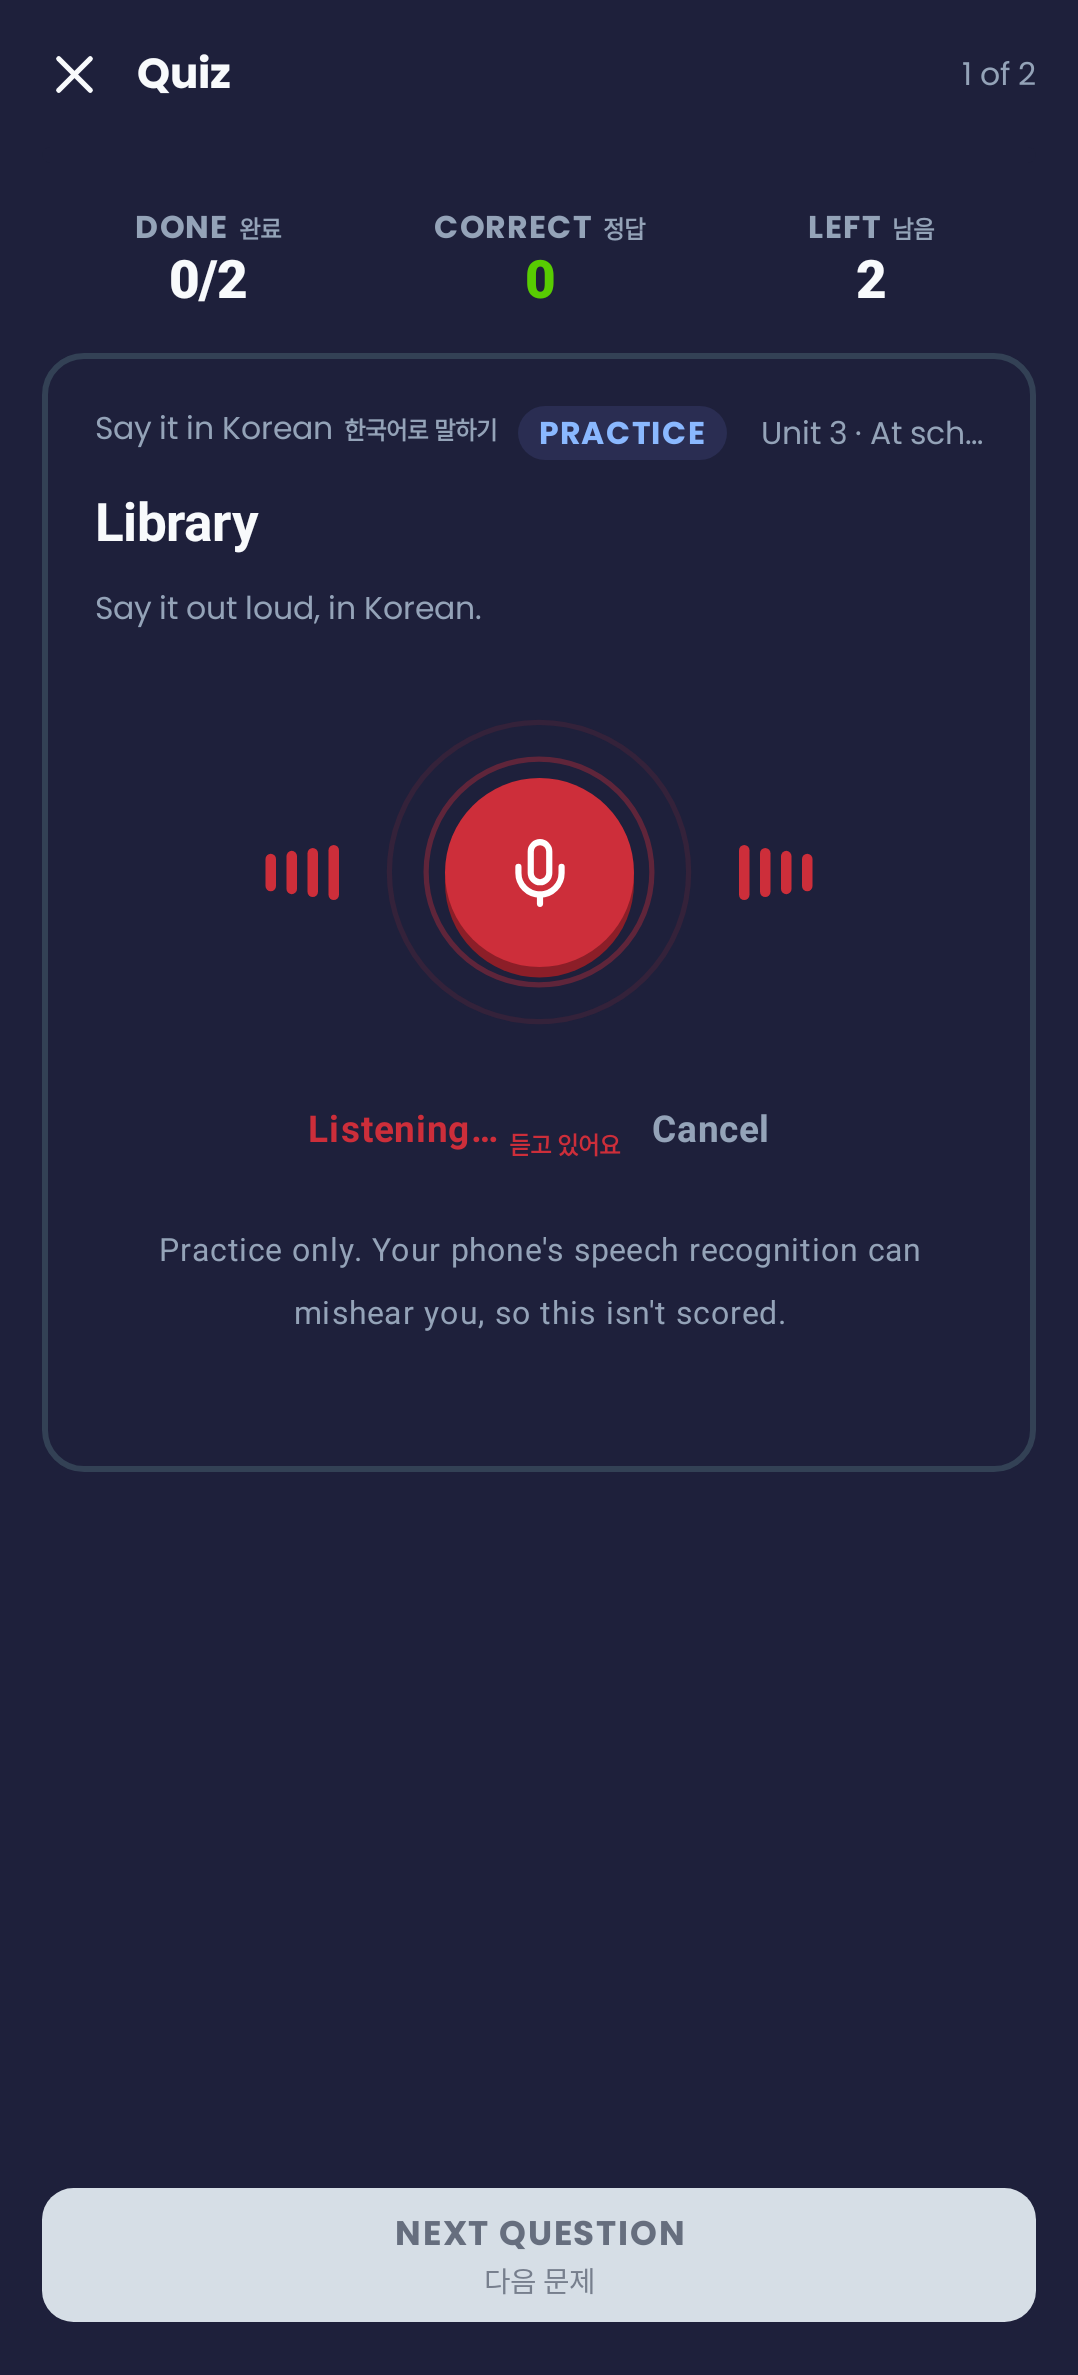 Quiz
1 of 2
DONE 완료
CORRECT 정답
LEFT 남음
0/2
0
2
Say it in Korean 한국어로 말하기
PRACTICE
Unit 3 · At sch...
Library
Say it out loud, in Korean.
Listening... 듣고 있어요
Cancel
Practice only. Your phone's speech recognition can
mishear you, so this isn't scored.
NEXT QUESTION
다음 문제